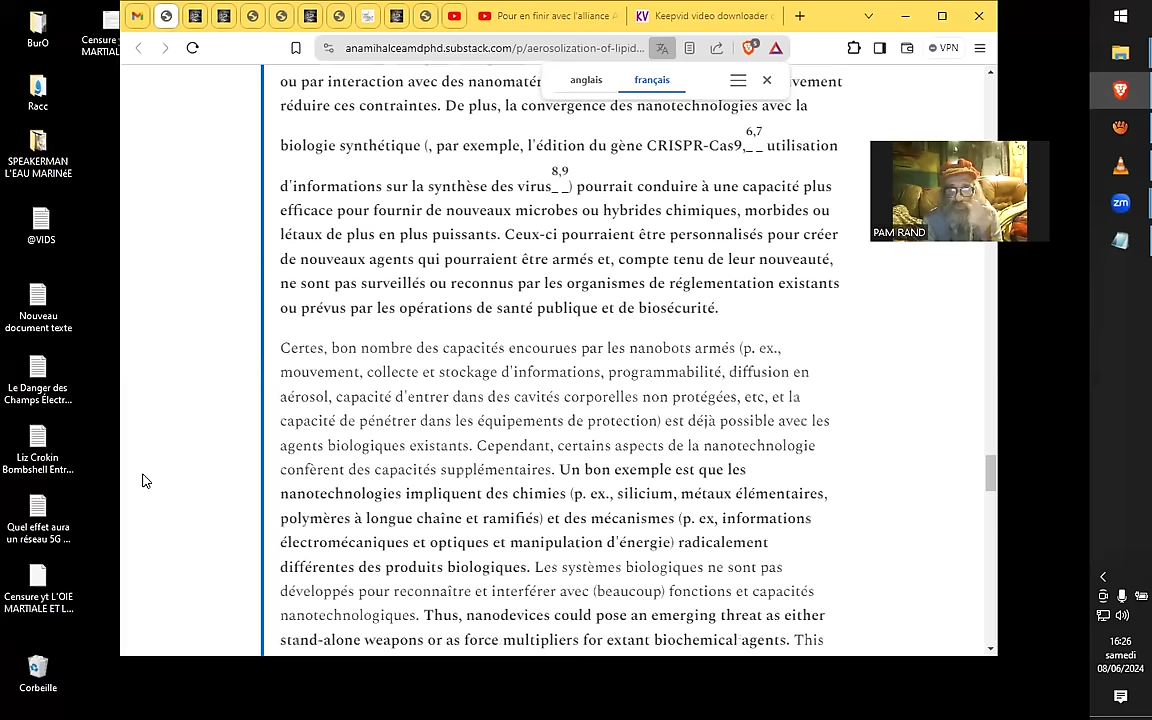 BurO
Censure yt
MARTIALE
Racc
SPEAKERMAN
L'EAU MARINéE
@VIDS
Nouveau
document texte
Le Danger des
Champs Électr...
Liz Crokin
Bombshell Entr...
Quel effet aura
un réseau 5G ...
Censure yt L'OIE
MARTIALE ET L...
Corbeille
Pour en finir avec l'alliance
KV Keepvid video downloader
anamihalceamdphd.substack.com/p/aerosolization-of-lipid...
VPN
anglais français
ou par interaction avec des nanomatér vement
réduire ces contraintes. De plus, la convergence des nanotechnologies avec la
biologie synthétique (, par exemple, l'édition du gène CRISPR-Cas9,6,7 utilisation
d'informations sur la synthèse des virus8,9) pourrait conduire à une capacité plus
efficace pour fournir de nouveaux microbes ou hybrides chimiques, morbides ou
létaux de plus en plus puissants. Ceux-ci pourraient être personnalisés pour créer
de nouveaux agents qui pourraient être armés et, compte tenu de leur nouveauté,
ne sont pas surveillés ou reconnus par les organismes de réglementation existants
ou prévus par les opérations de santé publique et de biosécurité.
Certes, bon nombre des capacités encourues par les nanobots armés (p. ex.,
mouvement, collecte et stockage d'informations, programmabilité, diffusion en
aérosol, capacité d'entrer dans des cavités corporelles non protégées, etc, et la
capacité de pénétrer dans les équipements de protection) est déjà possible avec les
agents biologiques existants. Cependant, certains aspects de la nanotechnologie
confèrent des capacités supplémentaires. Un bon exemple est que les
nanotechnologies impliquent des chimies (p. ex., silicium, métaux élémentaires,
polymères à longue chaîne et ramifiés) et des mécanismes (p. ex, informations
électromécaniques et optiques et manipulation d'énergie) radicalement
différentes des produits biologiques. Les systèmes biologiques ne sont pas
développés pour reconnaître et interférer avec (beaucoup) fonctions et capacités
nanotechnologiques. Thus, nanodevices could pose an emerging threat as either
stand-alone weapons or as force multipliers for extant biochemical agents. This
PAM RAND
zm
16:26
samedi
08/06/2024